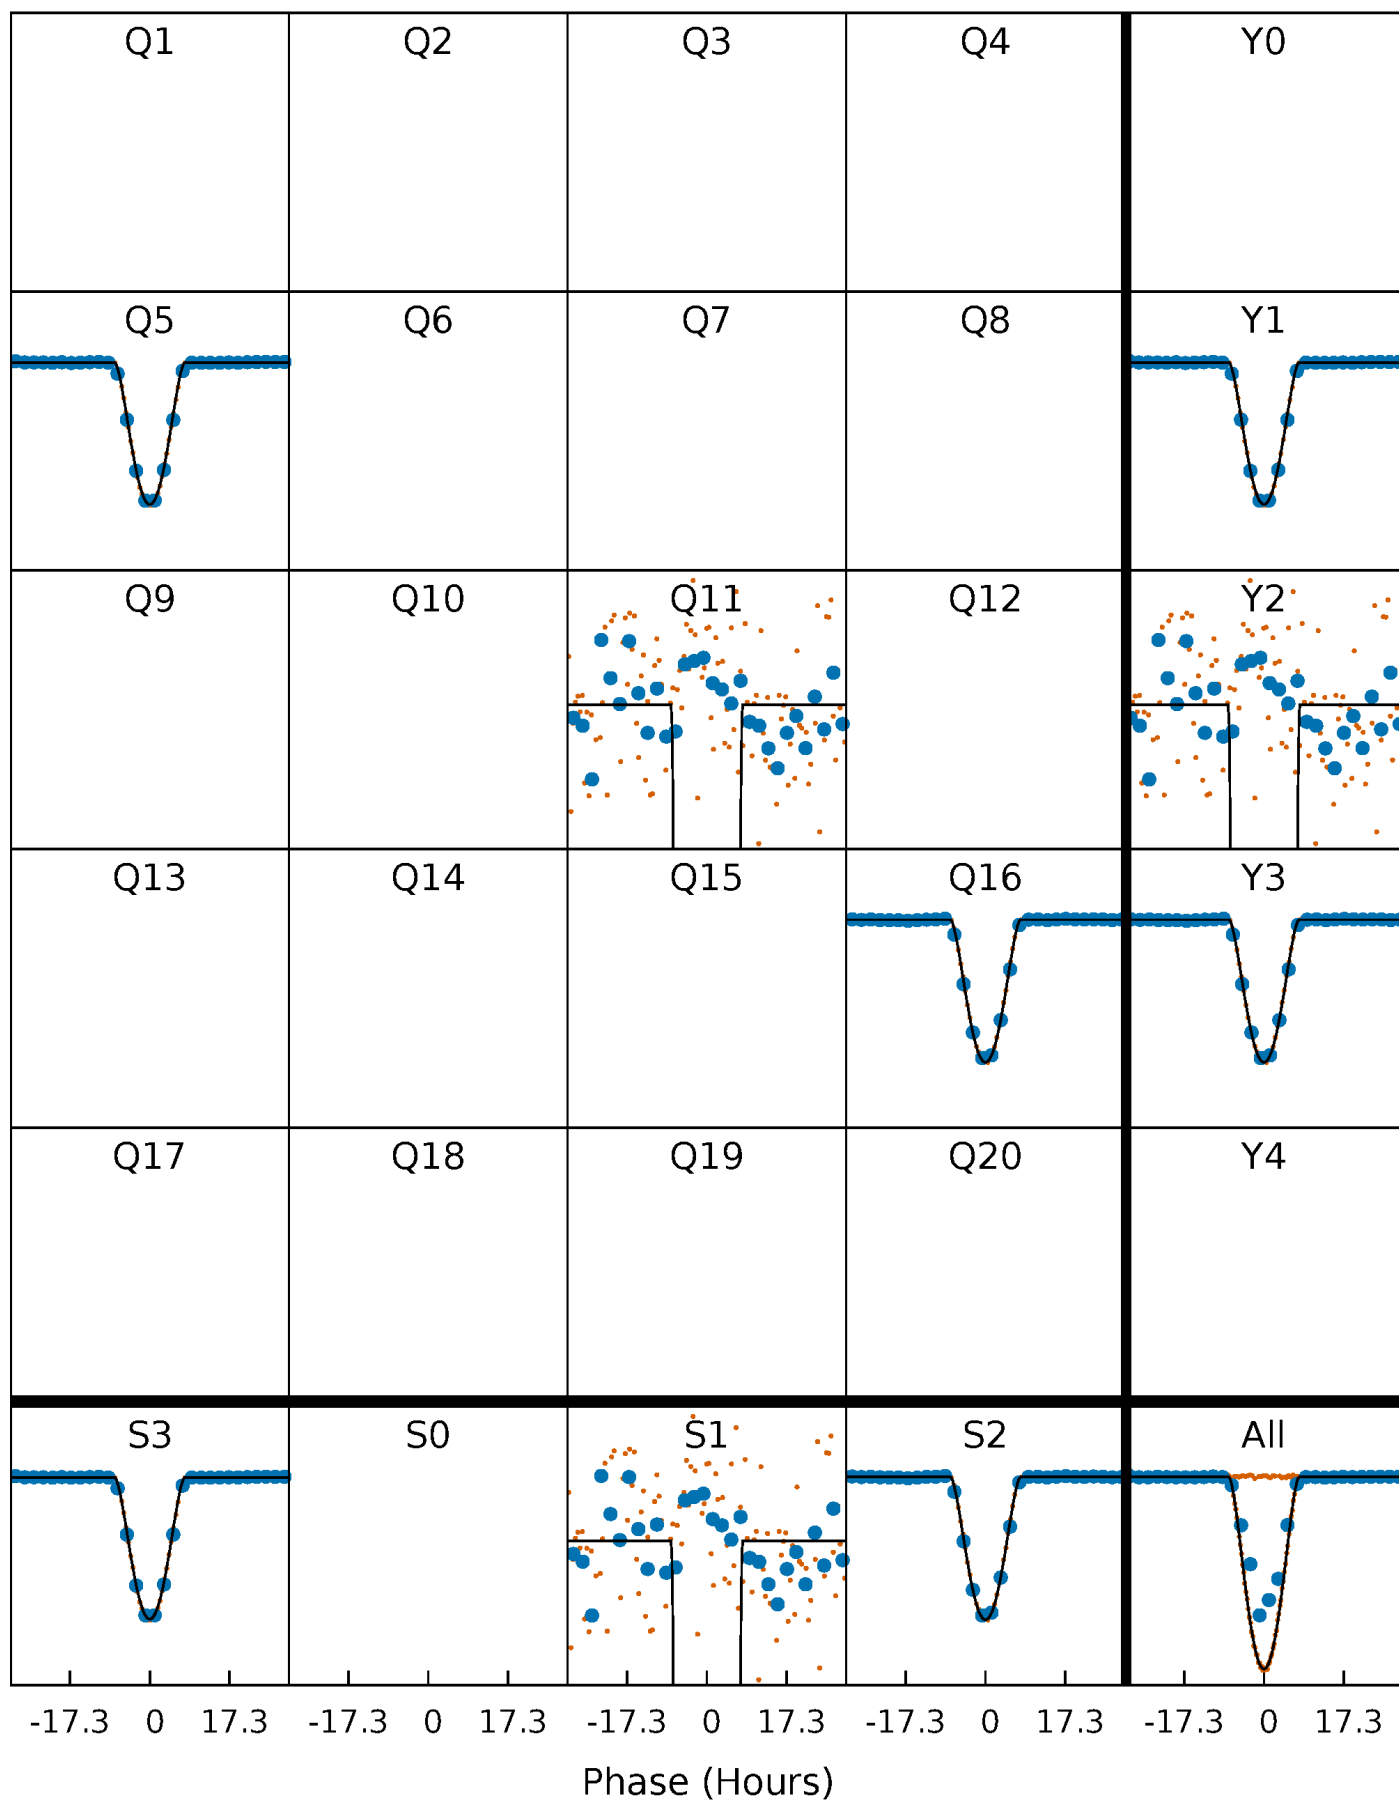 Q1 Q2 Q3 Q4 Y0
Q5 Q6 Q7 Q8 Y1
Q9 Q10 Q11 Q12 Y2
Q13 Q14 Q15 Q16 Y3
Q17 Q18 Q19 Q20 Y4
S3 S0 S1 S2 All
-17.3 0 17.3 -17.3 0 17.3 -17.3 0 17.3 -17.3 0 17.3 -17.3 0 17.3
Phase (Hours)